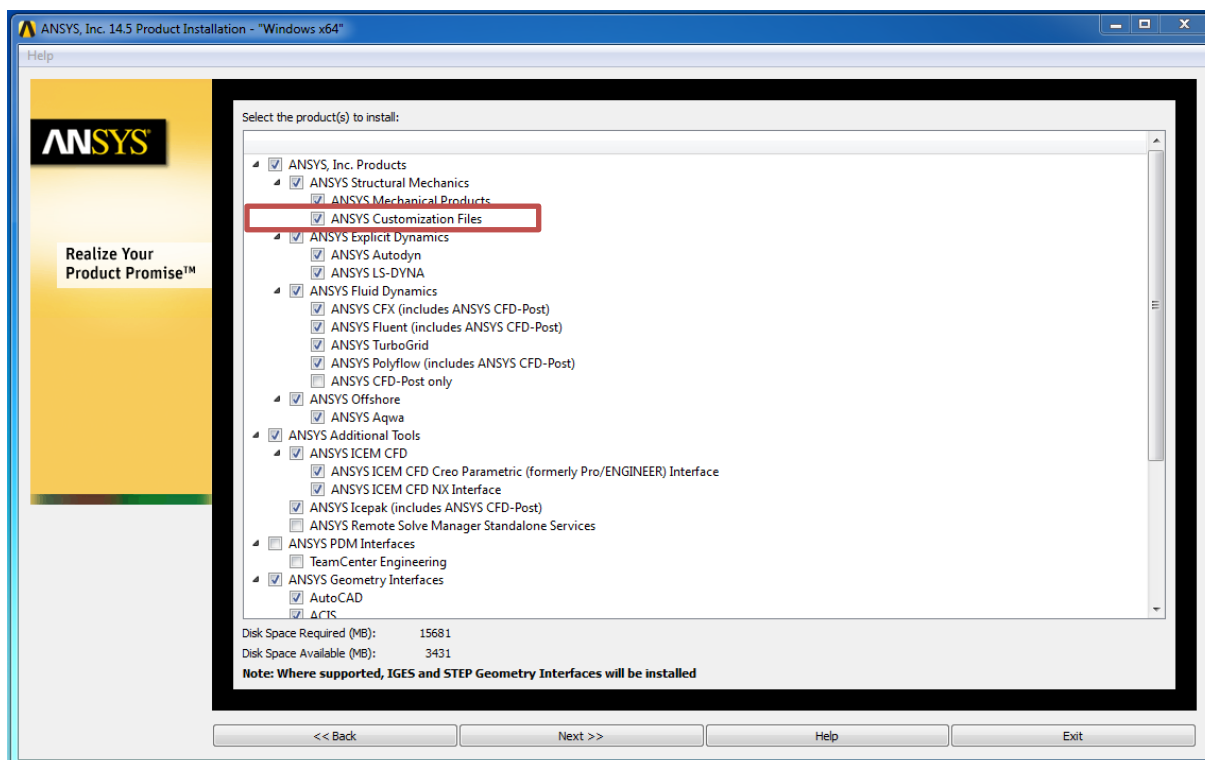 ANSYS, Inc. 14.5 Product Installation - "Windows x64"
Help
ANSYS®
Realize Your
Product Promise™
Select the product(s) to install:
ANSYS, Inc. Products
ANSYS Structural Mechanics
ANSYS Mechanical Products
ANSYS Customization Files
ANSYS Explicit Dynamics
ANSYS Autodyn
ANSYS LS-DYNA
ANSYS Fluid Dynamics
ANSYS CFX (includes ANSYS CFD-Post)
ANSYS Fluent (includes ANSYS CFD-Post)
ANSYS TurboGrid
ANSYS Polyflow (includes ANSYS CFD-Post)
ANSYS CFD-Post only
ANSYS Offshore
ANSYS Aqwa
ANSYS Additional Tools
ANSYS ICEM CFD
ANSYS ICEM CFD Creo Parametric (formerly Pro/ENGINEER) Interface
ANSYS ICEM CFD NX Interface
ANSYS Icepak (includes ANSYS CFD-Post)
ANSYS Remote Solve Manager Standalone Services
ANSYS PDM Interfaces
TeamCenter Engineering
ANSYS Geometry Interfaces
AutoCAD
ACIS
Disk Space Required (MB): 15681
Disk Space Available (MB): 3431
Note: Where supported, IGES and STEP Geometry Interfaces will be installed
<< Back Next >> Help Exit